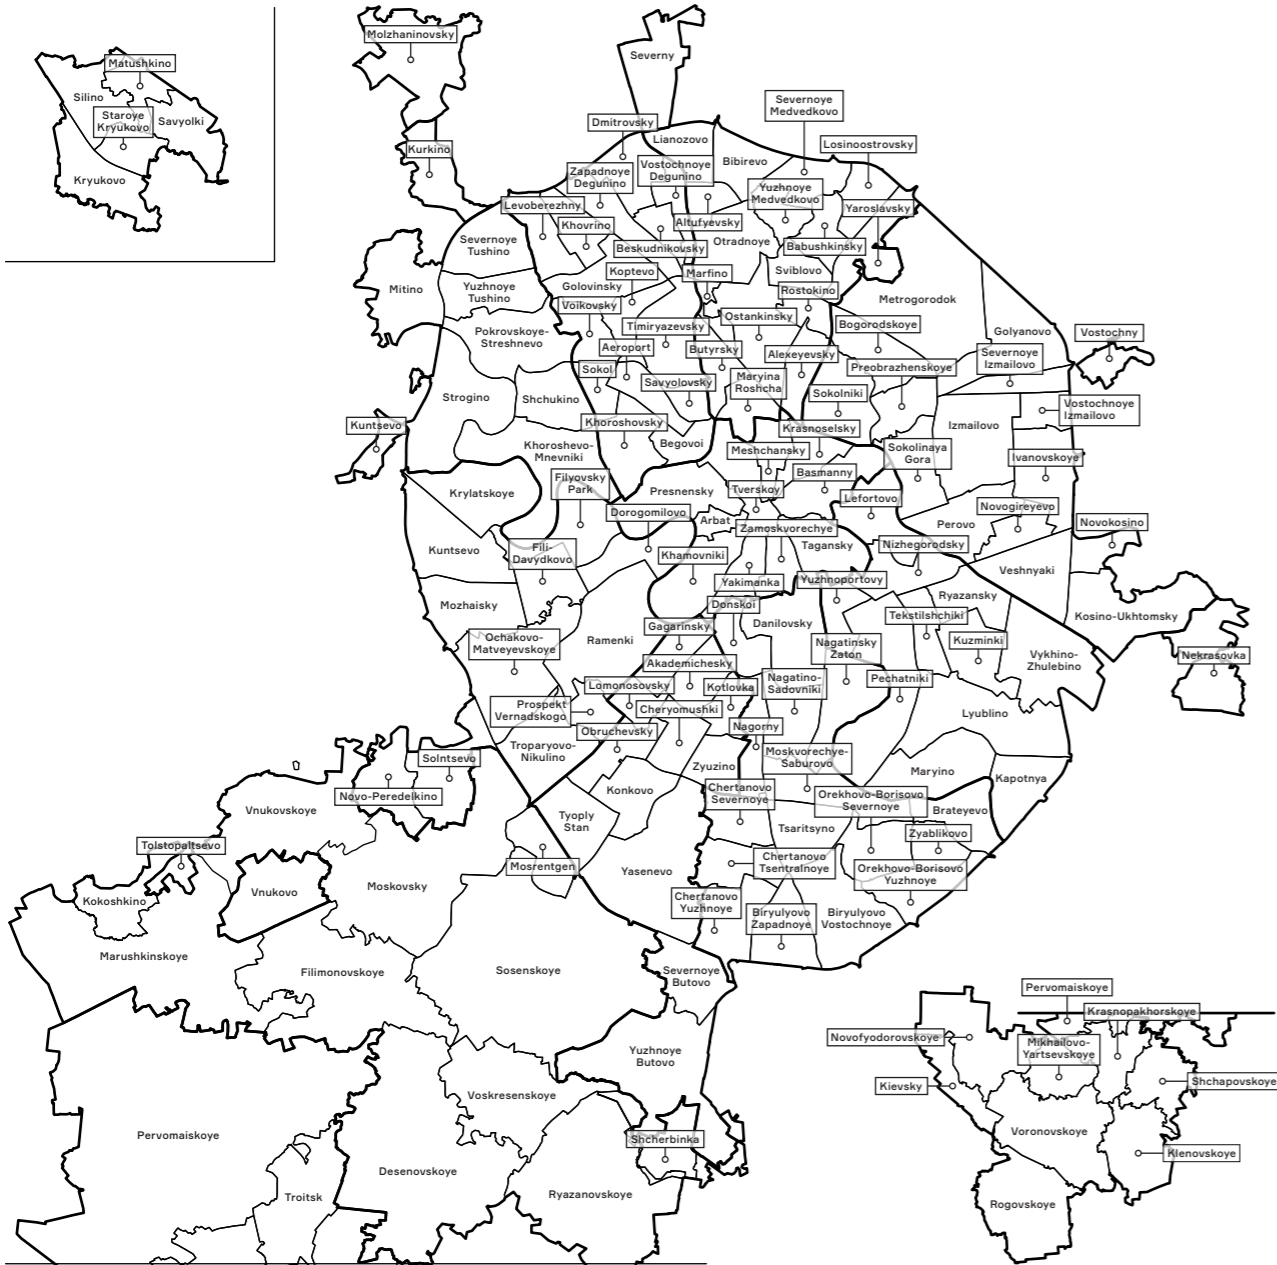 Molzhaninovsky
Severny
Matushkino
Silino
Staroye
Kryukovo
Savyolki
Kryukovo
Severnoye
Medvedkovo
Dmitrovsky
Lianozovo
Losinoostrovsky
Kurkino
Bibirevo
Vostochnoye
Degunino
Zapadnoye
Degunino
Yuzhnoye
Medvedkovo
Levoberezhny
Yaroslavsky
Khovrino
Altufyevsky
Severnoye
Tushino
Beskudnikovsky
Otradnoye
Babushkinsky
Koptevo
Marfino
Sviblovo
Mitino
Yuzhnoye
Tushino
Golovinsky
Rostokino
Metrogorodok
Voikovsky
Ostankinsky
Bogorodskoye
Timiryazevsky
Pokrovskoye-
Streshnevo
Golyanovo
Vostochny
Aeroport
Butyrsky
Alexeyevsky
Severnoye
Izmailovo
Sokol
Preobrazhenskoye
Savyolovsky
Maryina
Roshcha
Sokolniki
Strogino
Shchukino
Vostochnoye
Izmailovo
Kuntsevo
Khoroshovsky
Krasnoselsky
Izmailovo
Begovoi
Khoroshevo-
Mnevniki
Meshchansky
Sokolinaya
Gora
Ivanovskoye
Basmanny
Filyovsky
Park
Krylatskoye
Presnensky
Tverskoy
Lefortovo
Novogireyevo
Dorogomilovo
Arbat
Zamoskvorechye
Perovo
Novokosino
Kuntsevo
Fili-
Davydkovo
Khamovniki
Tagansky
Nizhegorodsky
Veshnyaki
Yakimanka
Yuzhnoportovy
Mozhaisky
Donskoi
Ryazansky
Tekstilshchiki
Kosino-Ukhtomsky
Gagarinsky
Danilovsky
Ochakovo-
Matveyevskoye
Ramenki
Nagatinsky
Zaton
Kuzminki
Vykhino-
Zhulebino
Nekrasovka
Akademichesky
Lomonosovsky
Kotlovka
Nagatino-
Sadovniki
Pechatniki
Prospekt
Vernadskogo
Cheryomushki
Lyublino
Obruchevsky
Nagorny
Troparyovo-
Nikulino
Solntsevo
Moskvorechye-
Saburovo
Zyuzino
Maryino
Kapotnya
Konkovo
Novo-Peredelkino
Chertanovo
Severnoye
Orekhovo-Borisovo
Severnoye
Vnukovskoye
Tyoply
Stan
Tsaritsyno
Brateyevo
Zyablikovo
Tolstopaltsevo
Mosrentgen
Chertanovo
Tsentralnoye
Yasenevo
Orekhovo-Borisovo
Yuzhnoye
Vnukovo
Moskovsky
Kokoshkino
Chertanovo
Yuzhnoye
Biryulyovo
Zapadnoye
Biryulyovo
Vostochnoye
Marushkinskoye
Filimonovskoye
Sosenskoye
Severnoye
Butovo
Pervomaiskoye
Krasnopakhorskoye
Novofyodorovskoye
Mikhailovo-
Yartsevskoye
Yuzhnoye
Butovo
Kievsky
Shchapovskoye
Voskresenskoye
Pervomaiskoye
Shcherbinka
Voronovskoye
Klenovskoye
Desenovskoye
Troitsk
Ryazanovskoye
Rogovskoye